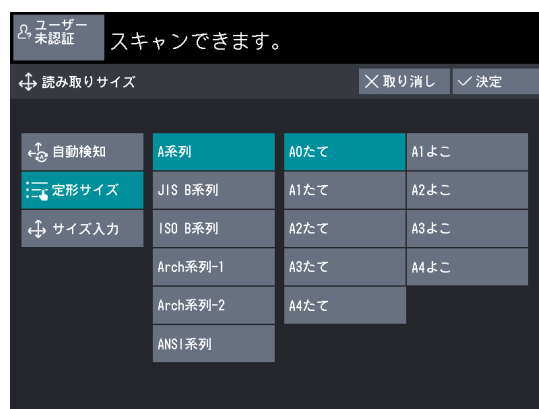 ユーザー
未認証
スキャンできます。
読み取りサイズ
取り消し
決定
自動検知
A系列
A0たて
A1よこ
定形サイズ
JIS B系列
A1たて
A2よこ
サイズ入力
ISO B系列
A2たて
A3よこ
Arch系列-1
A3たて
A4よこ
Arch系列-2
A4たて
ANSI系列